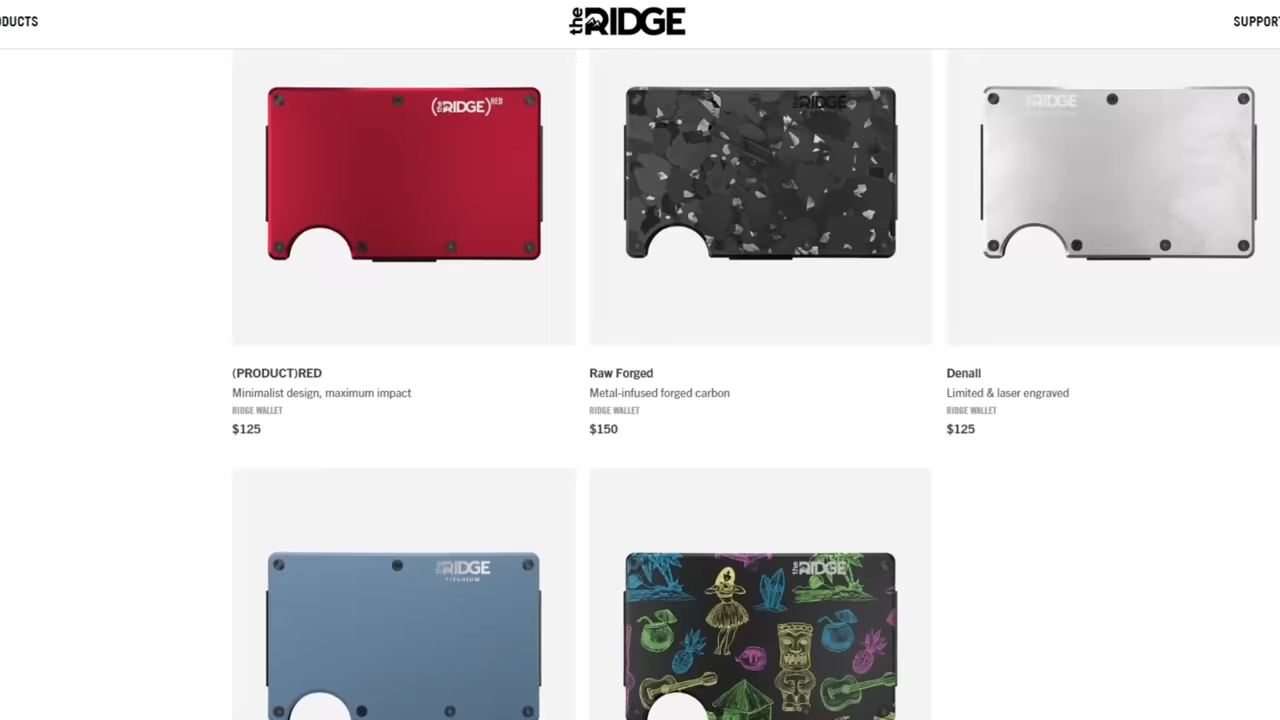 ODUCTS
the RIDGE
SUPPORT
(the RIDGE)RED
the RIDGE
the RIDGE
(PRODUCT)RED
Minimalist design, maximum impact
RIDGE WALLET
$125
Raw Forged
Metal-infused forged carbon
RIDGE WALLET
$150
Denall
Limited & laser engraved
RIDGE WALLET
$125
the RIDGE
TITANIUM
the RIDGE